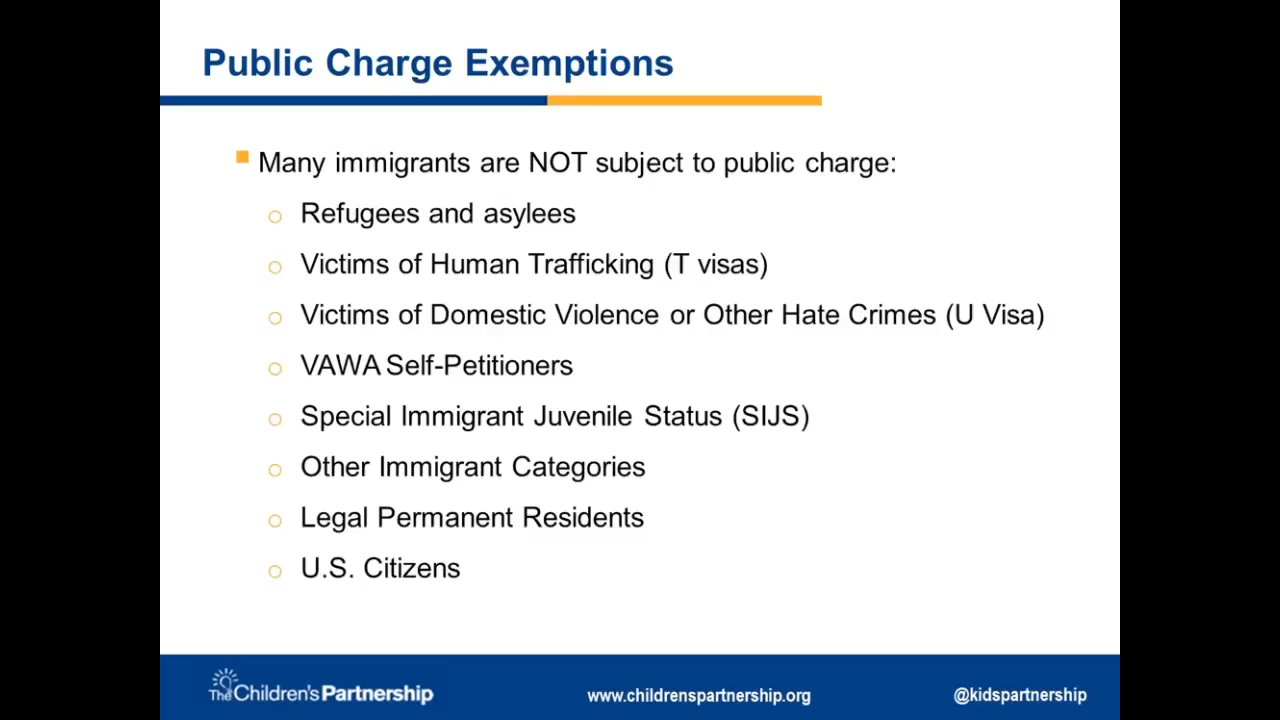 Public Charge Exemptions
Many immigrants are NOT subject to public charge:
Refugees and asylees
Victims of Human Trafficking (T visas)
Victims of Domestic Violence or Other Hate Crimes (U Visa)
VAWA Self-Petitioners
Special Immigrant Juvenile Status (SIJS)
Other Immigrant Categories
Legal Permanent Residents
U.S. Citizens
The Children's Partnership
www.childrenspartnership.org
@kidspartnership